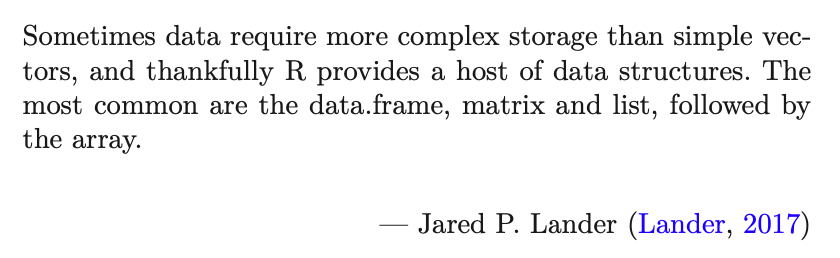 Sometimes data require more complex storage than simple vec-
tors, and thankfully R provides a host of data structures. The
most common are the data.frame, matrix and list, followed by
the array.
— Jared P. Lander (Lander, 2017)